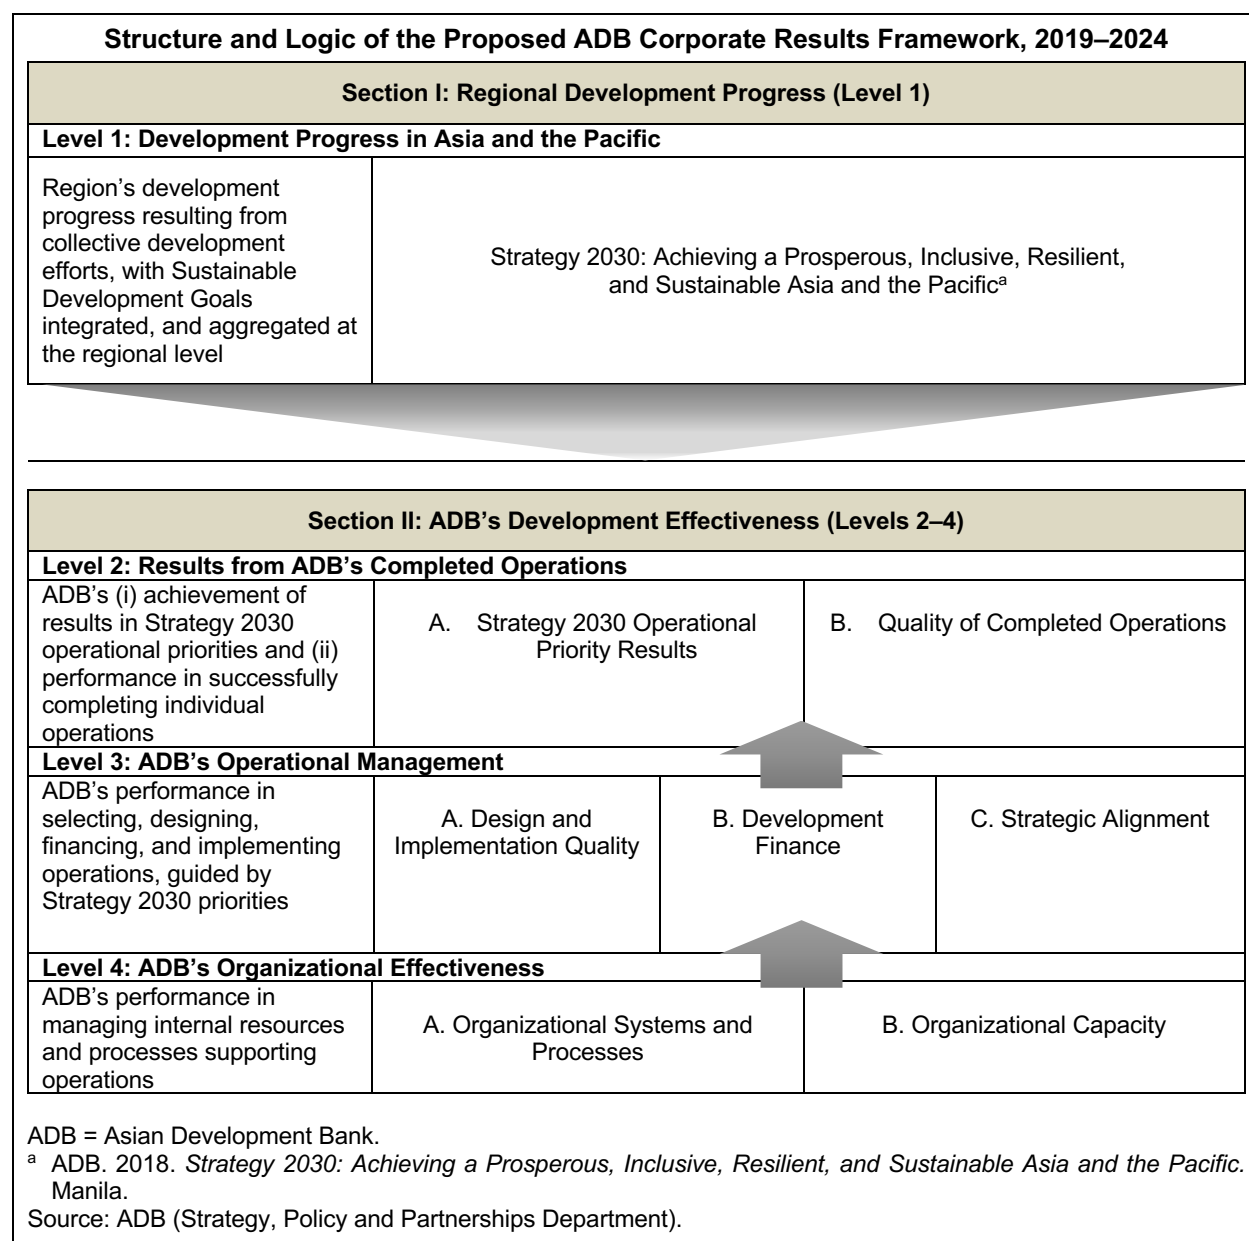 Structure and Logic of the Proposed ADB Corporate Results Framework, 2019–2024
Section I: Regional Development Progress (Level 1)
Level 1: Development Progress in Asia and the Pacific
Region’s development
progress resulting from
collective development
efforts, with Sustainable
Development Goals
integrated, and aggregated at
the regional level
Strategy 2030: Achieving a Prosperous, Inclusive, Resilient,
and Sustainable Asia and the Pacificᵃ
Section II: ADB’s Development Effectiveness (Levels 2–4)
Level 2: Results from ADB’s Completed Operations
ADB’s (i) achievement of
results in Strategy 2030
operational priorities and (ii)
performance in successfully
completing individual
operations
A. Strategy 2030 Operational
Priority Results
B. Quality of Completed Operations
Level 3: ADB’s Operational Management
ADB’s performance in
selecting, designing,
financing, and implementing
operations, guided by
Strategy 2030 priorities
A. Design and
Implementation Quality
B. Development
Finance
C. Strategic Alignment
Level 4: ADB’s Organizational Effectiveness
ADB’s performance in
managing internal resources
and processes supporting
operations
A. Organizational Systems and
Processes
B. Organizational Capacity
ADB = Asian Development Bank.
ᵃ ADB. 2018. Strategy 2030: Achieving a Prosperous, Inclusive, Resilient, and Sustainable Asia and the Pacific.
Manila.
Source: ADB (Strategy, Policy and Partnerships Department).